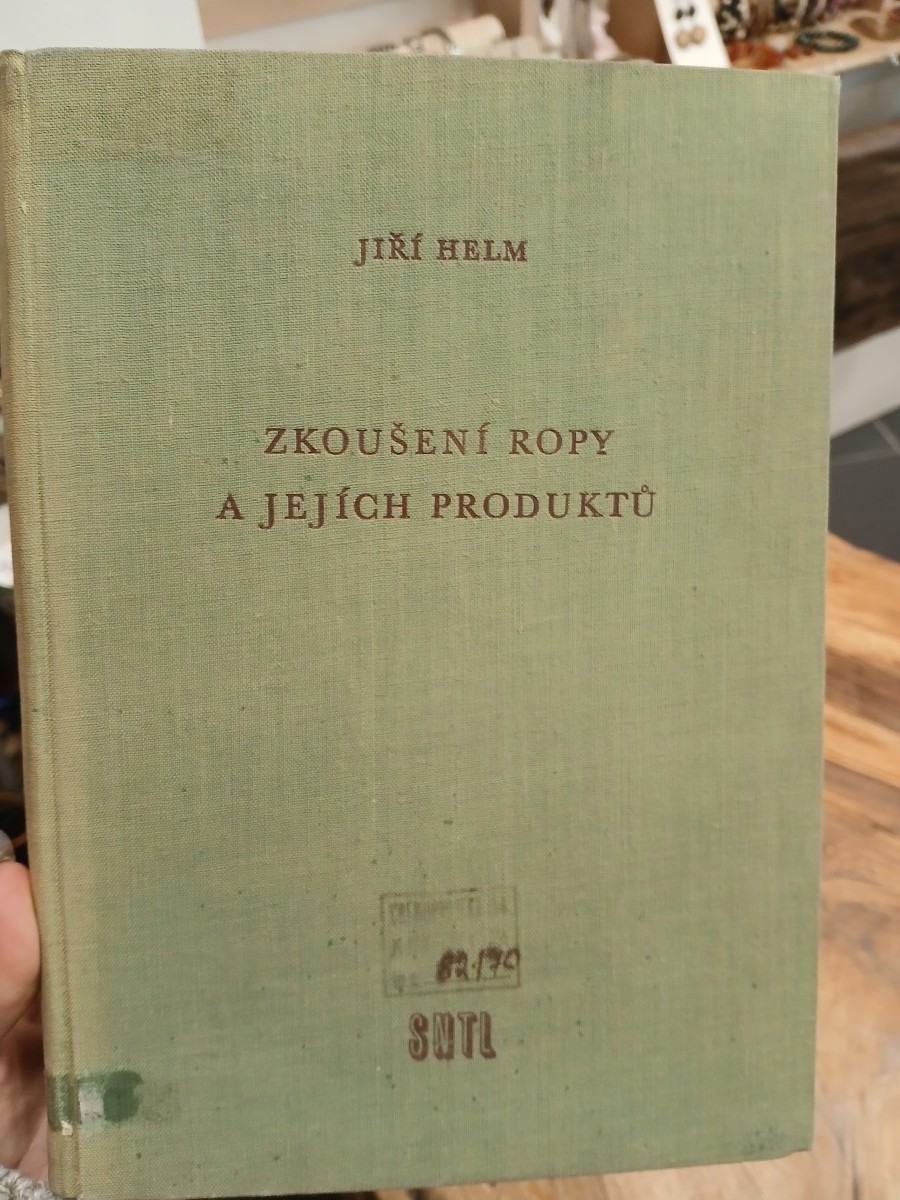 JIŘÍ HELM
ZKOUŠENÍ ROPY
A JEJÍCH PRODUKTŮ
SNTL